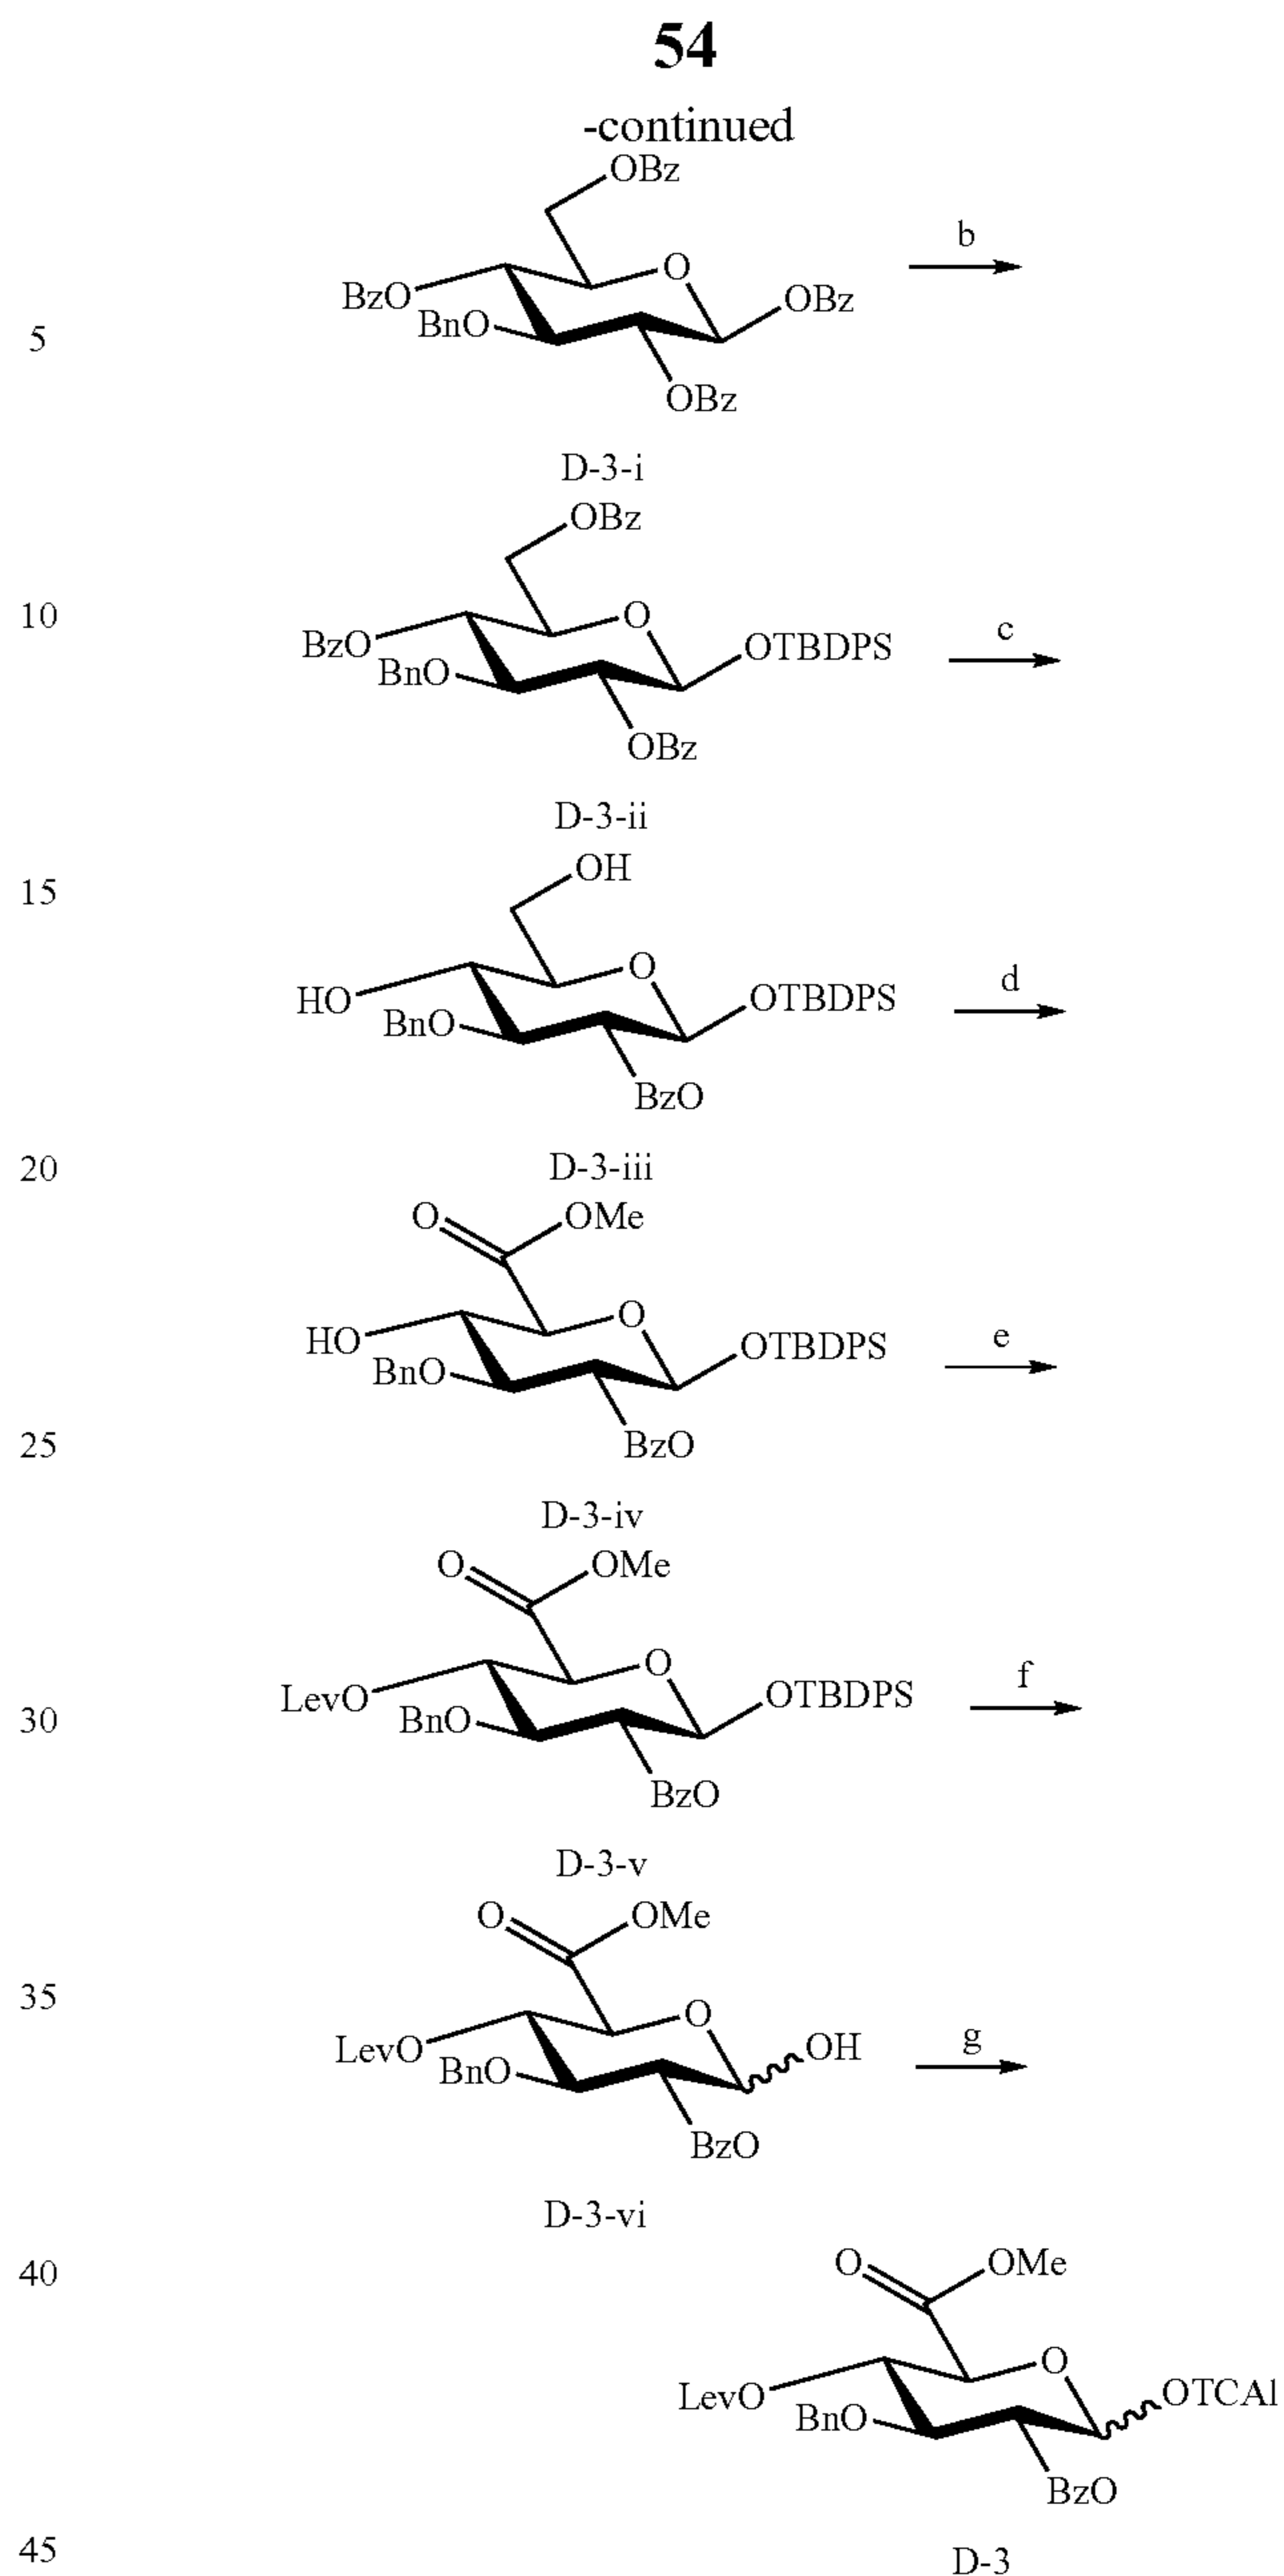 54
-continued
OBz
b
O
BzO
OBz
BnO
5
OBz
D-3-i
OBz
10
O
c
BzO
OTBDPS
BnO
OBz
D-3-ii
15
OH
O
d
HO
OTBDPS
BnO
BzO
20
D-3-iii
O
OMe
O
e
HO
OTBDPS
BnO
25
BzO
D-3-iv
O
OMe
O
f
LevO
OTBDPS
30
BnO
BzO
D-3-v
O
OMe
35
O
g
LevO
OH
BnO
BzO
D-3-vi
40
O
OMe
O
LevO
OTCAl
BnO
BzO
45
D-3